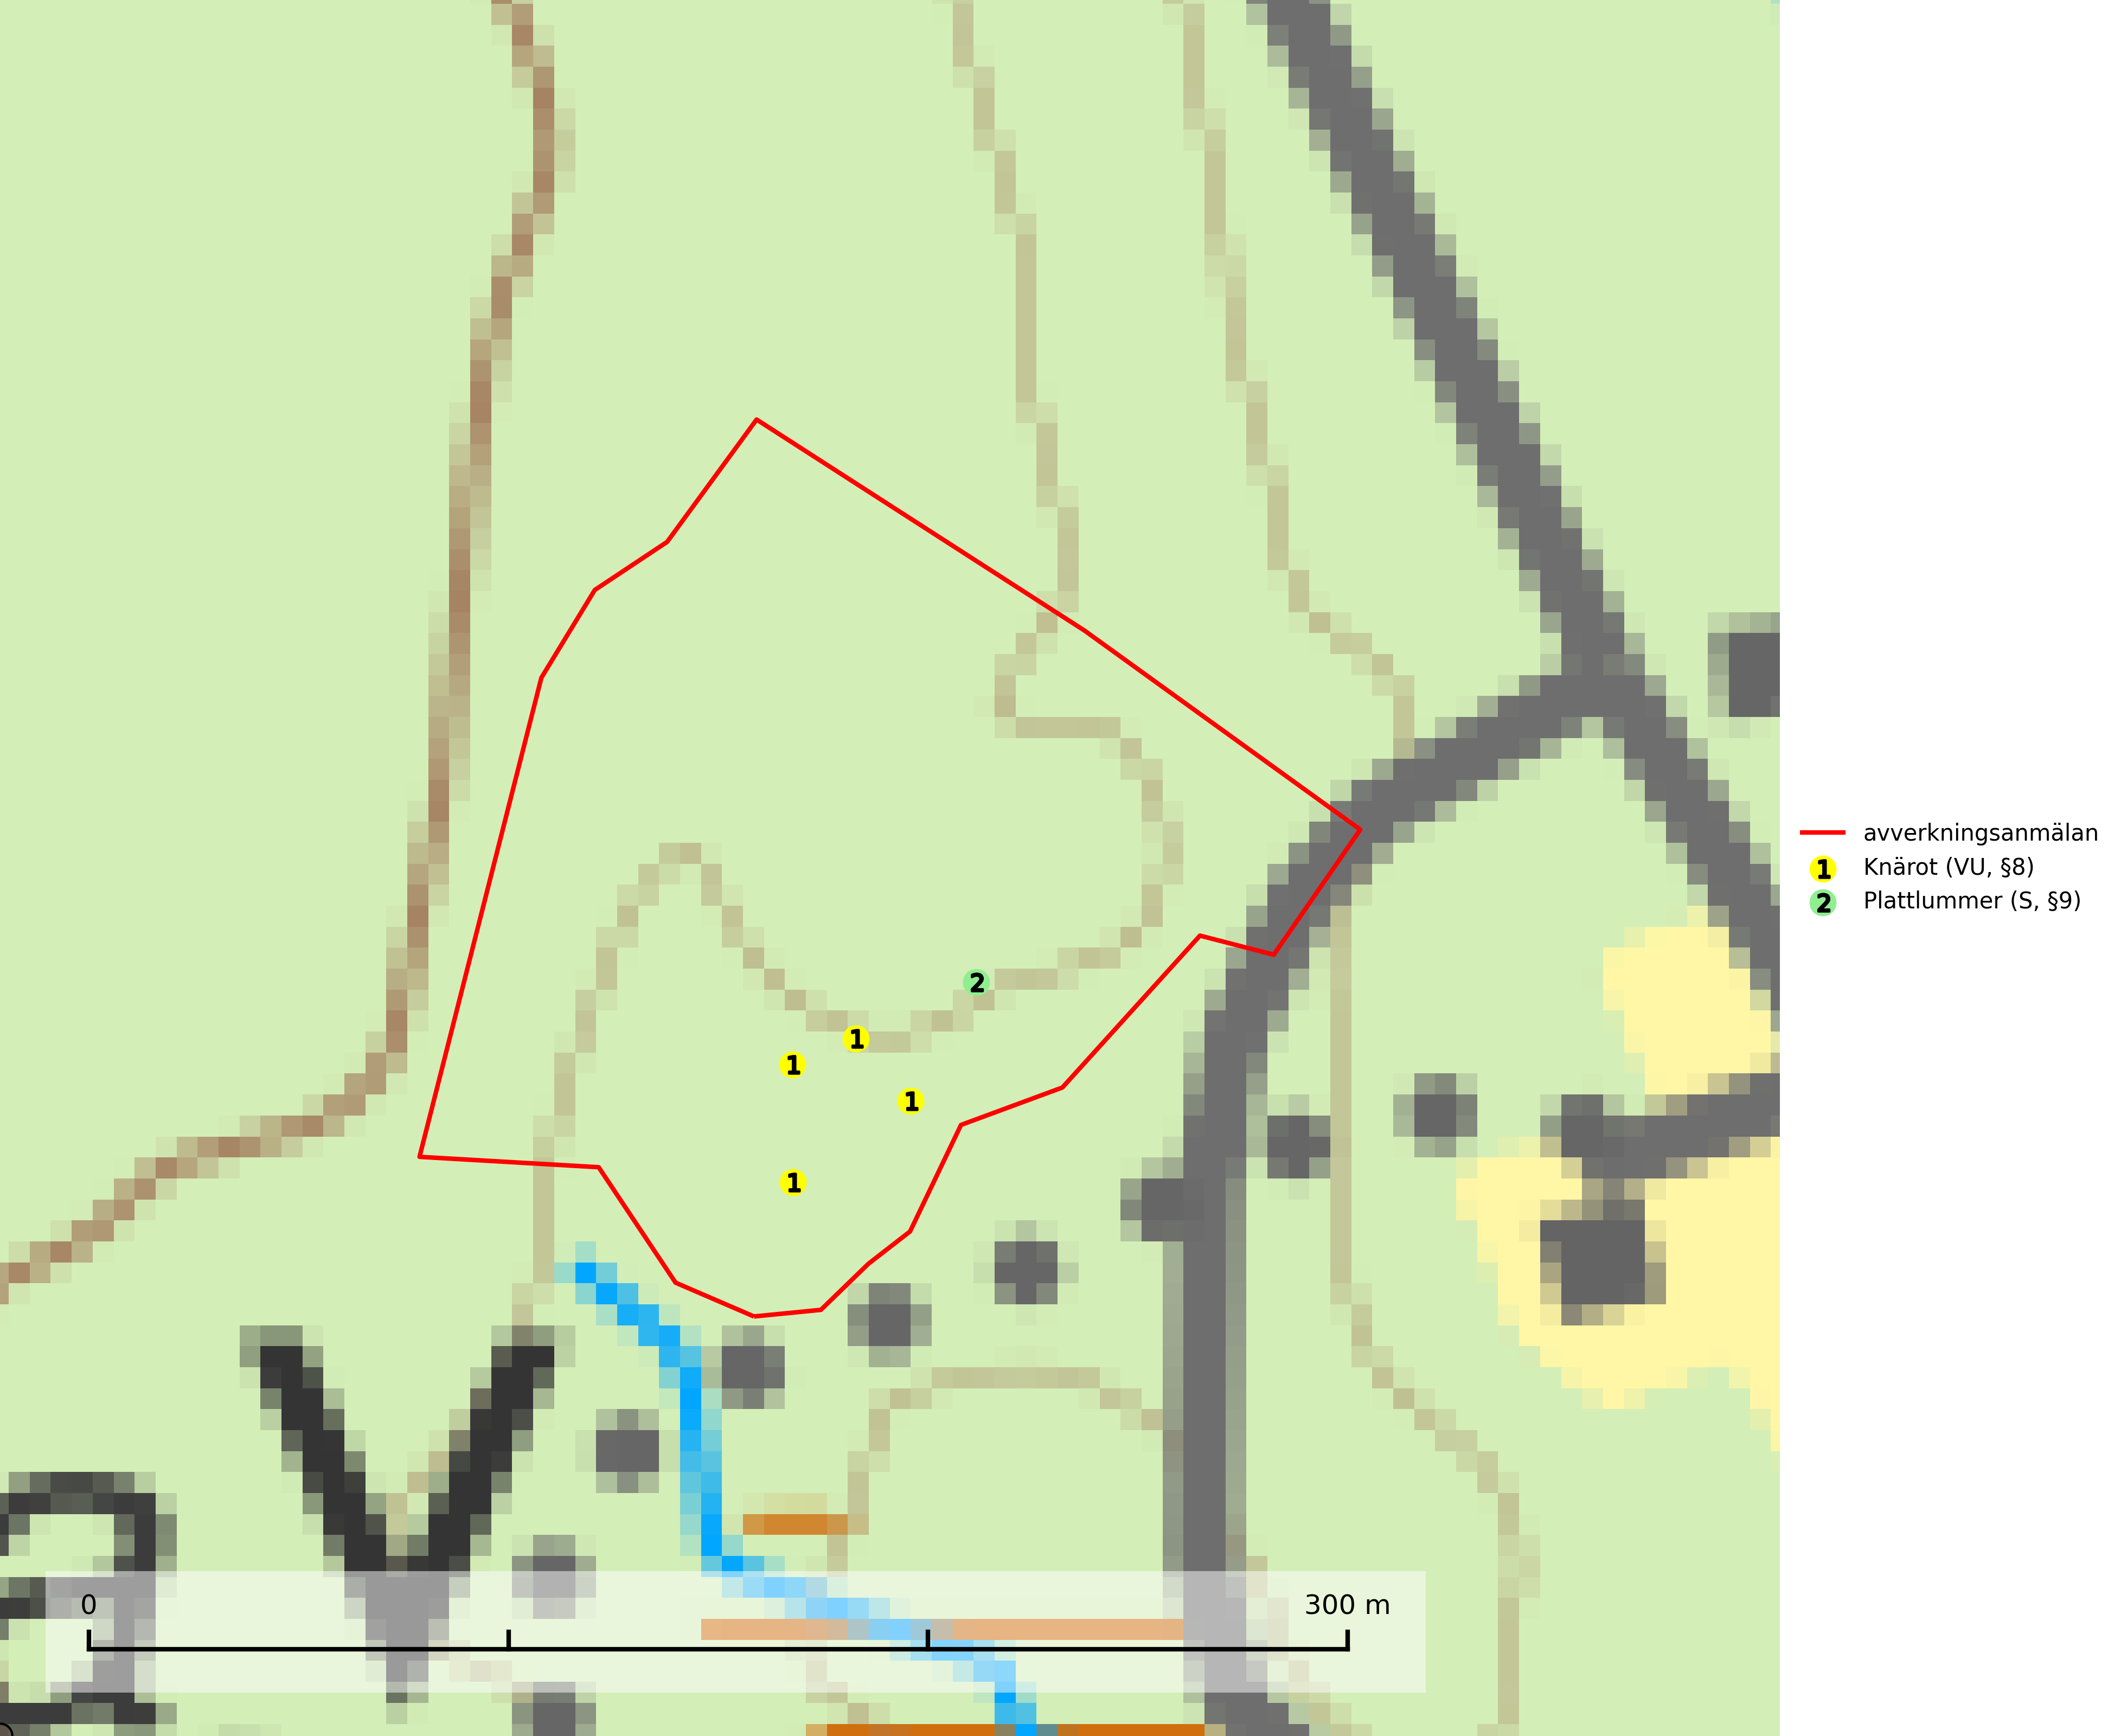 2
1
1
1
1
0
300 m
avverkningsanmälan
1 Knärot (VU, §8)
2 Plattlummer (S, §9)